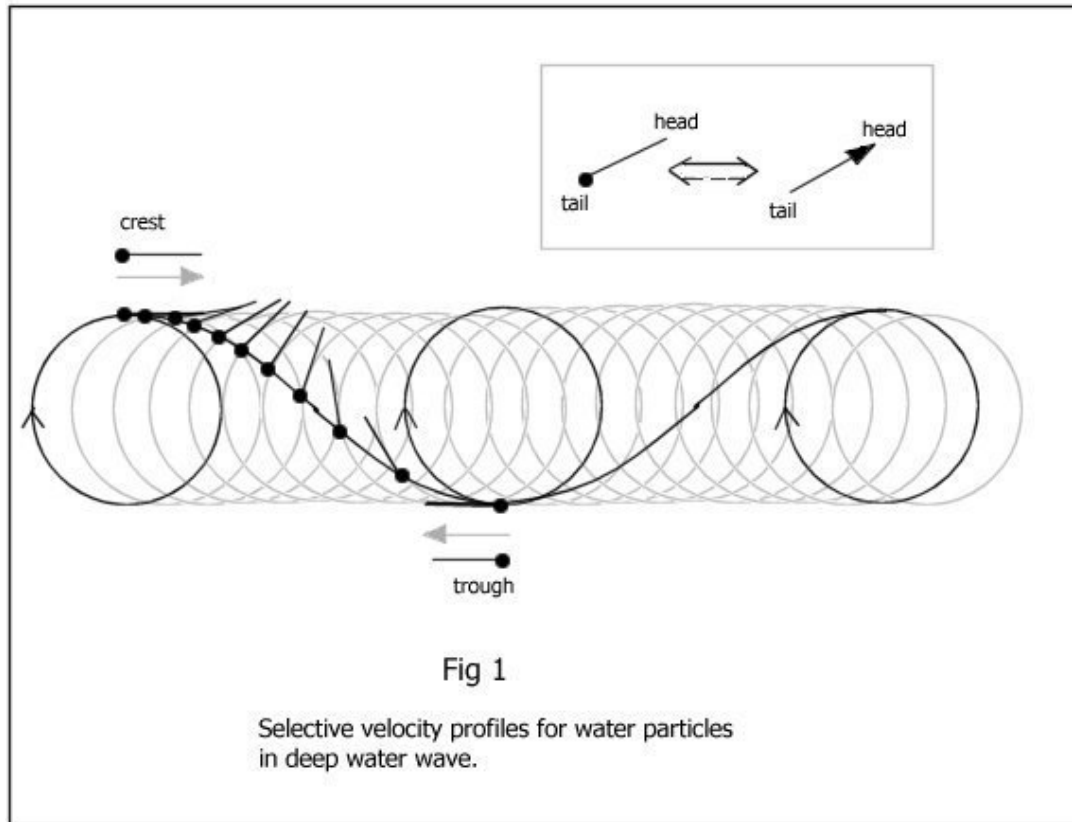 head
head
tail
tail
crest
trough
Fig 1
Selective velocity profiles for water particles
in deep water wave.